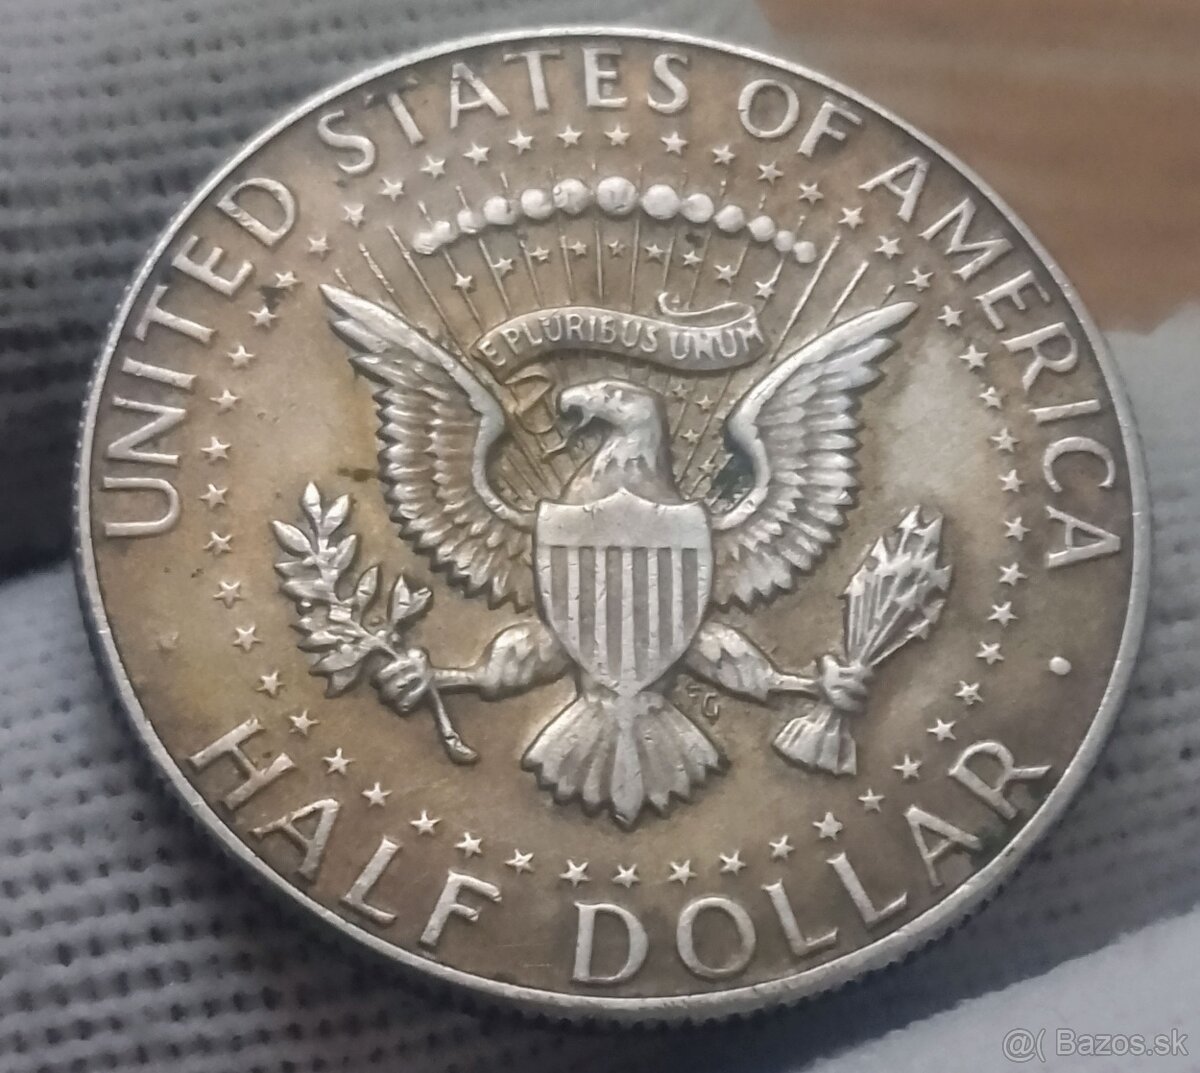 UNITED STATES OF AMERICA
E PLURIBUS UNUM
FG
HALF DOLLAR
@( Bazos.sk